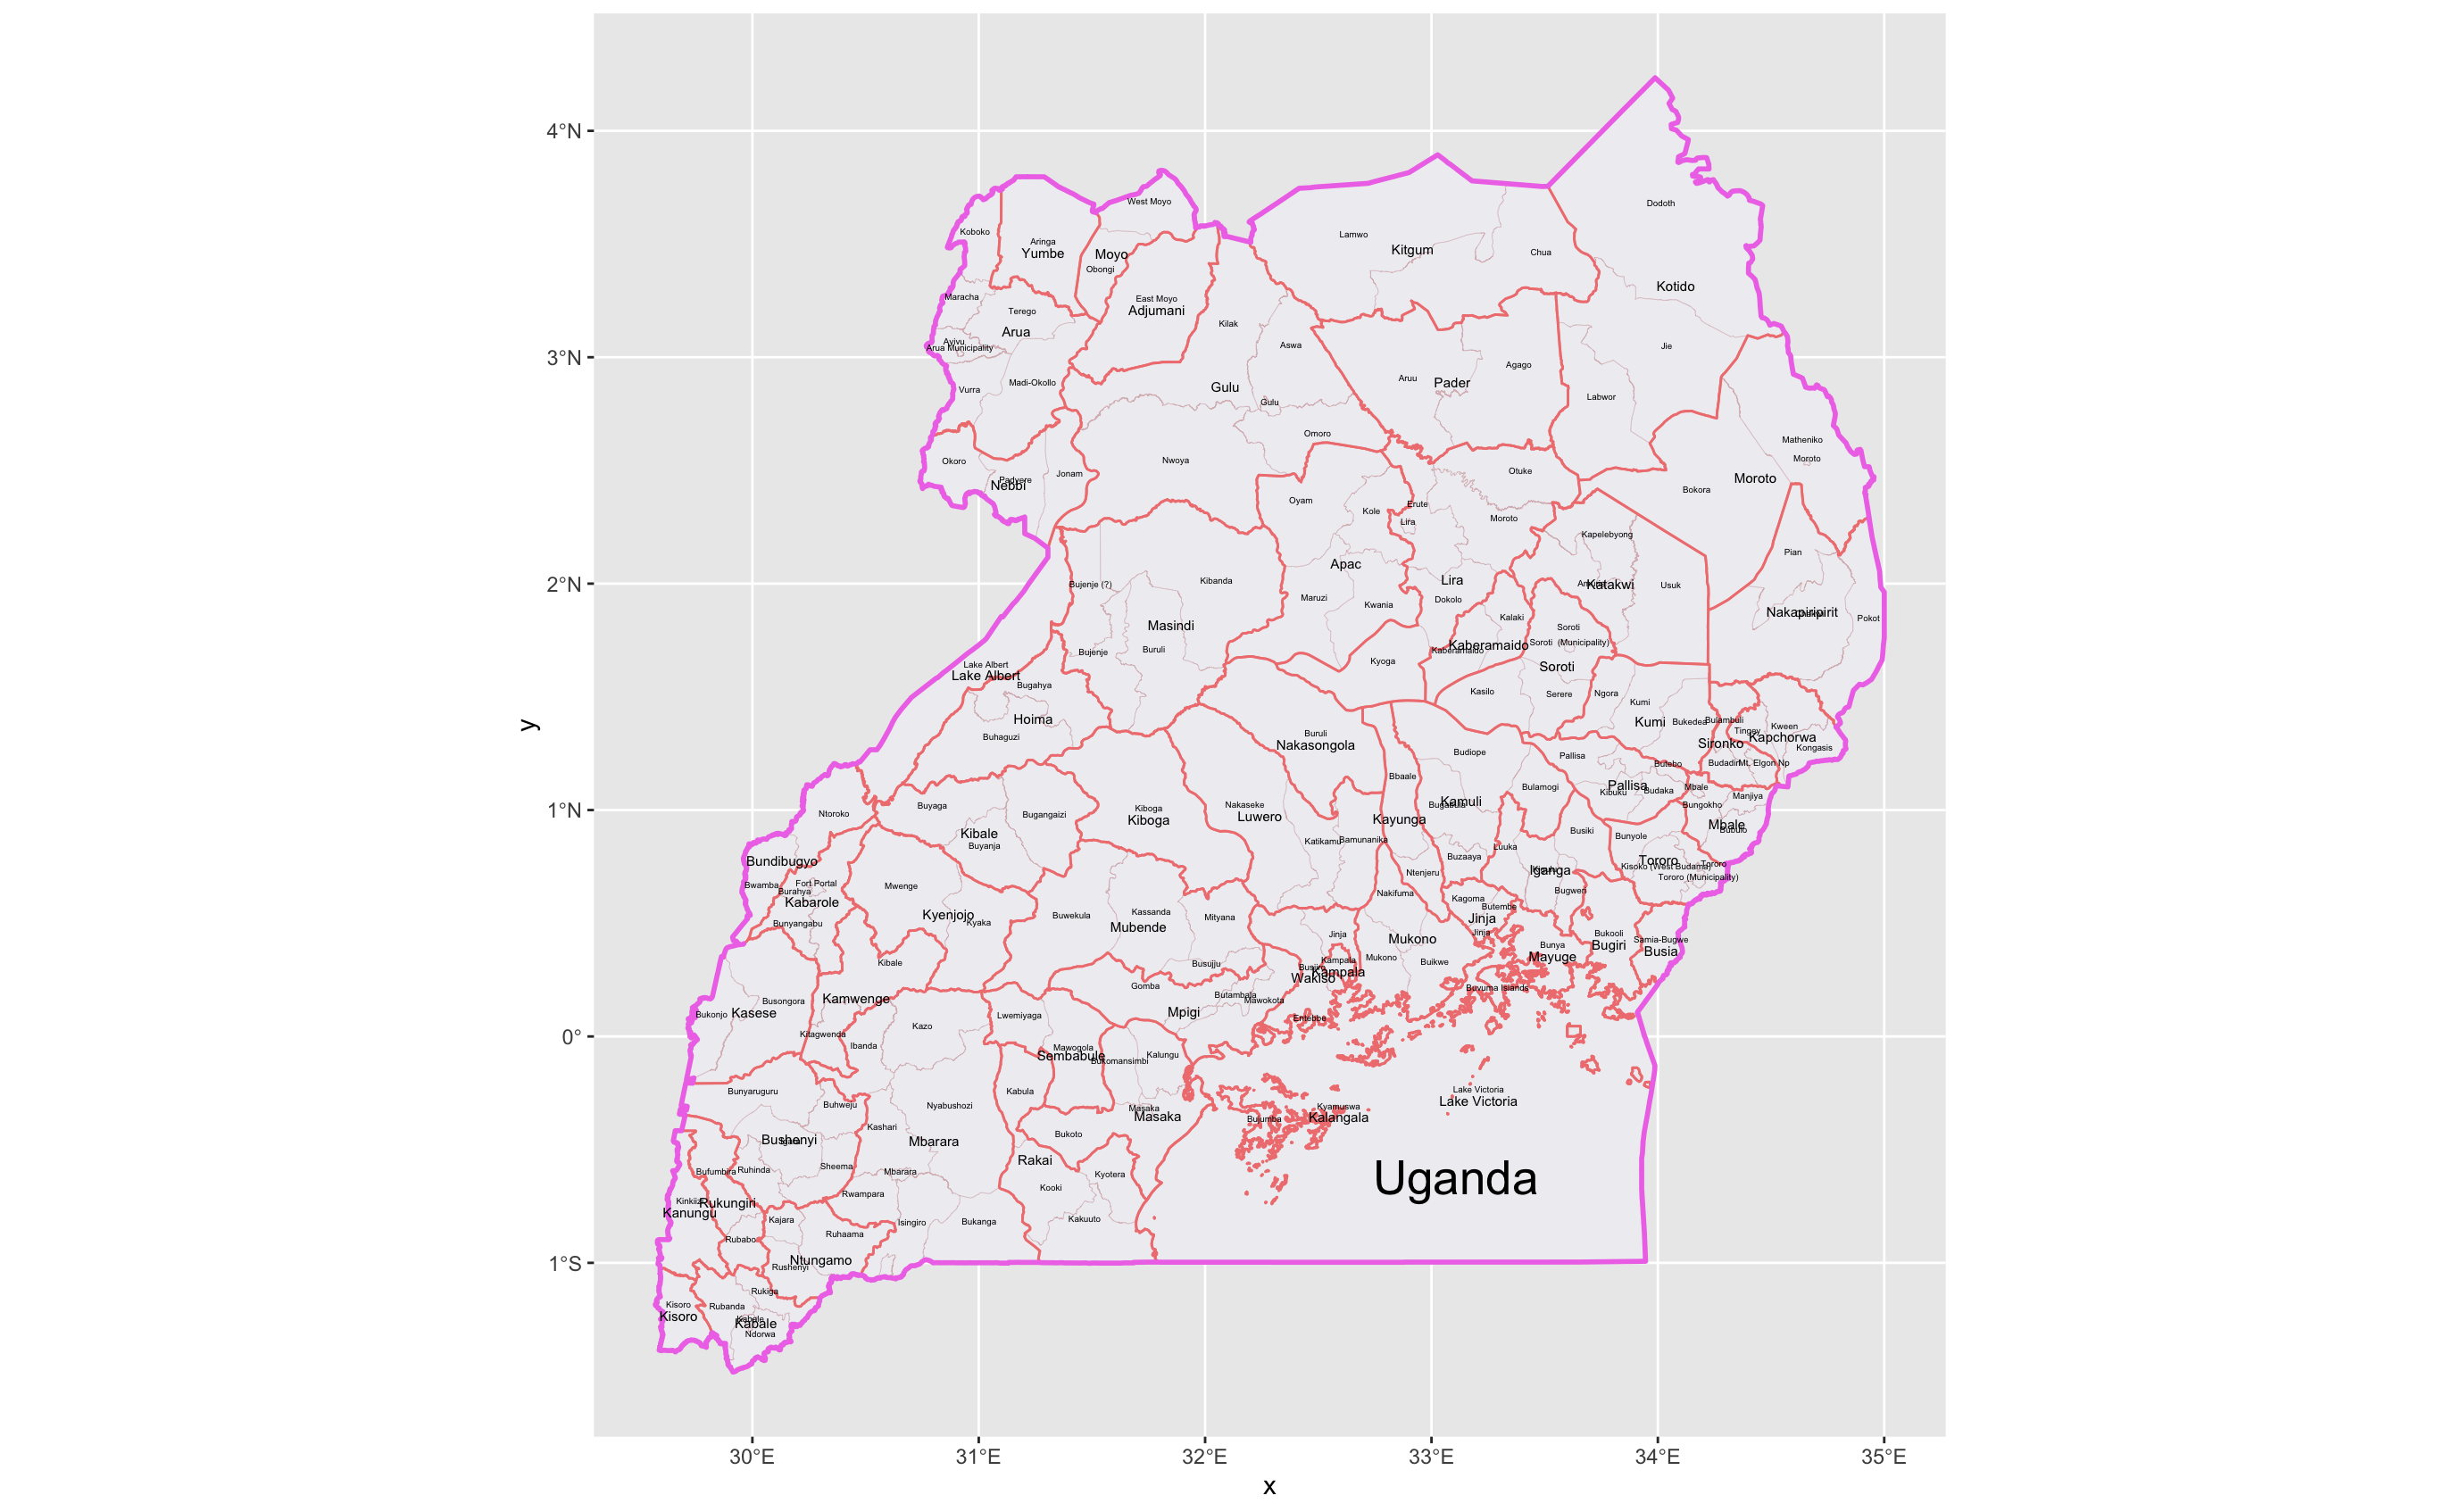 4°N
3°N
2°N
1°N
0°
1°S
y
30°E
31°E
32°E
33°E
34°E
35°E
x
Dodoth
West Moyo
Koboko
Aringa
Yumbe
Moyo
Obongi
Lamwo
Kitgum
Chua
Kotido
Maracha
East Moyo
Adjumani
Terego
Arua
Kilak
Ayivu
Arua Municipality
Aswa
Jie
Vurra
Madi-Okollo
Gulu
Gulu
Aruu
Pader
Agago
Labwor
Omoro
Matheniko
Moroto
Okoro
Nebbi
Jonam
Nwoya
Otuke
Moroto
Bokora
Oyam
Kole
Erute
Lira
Moroto
Kapelebyong
Pian
Apac
Bujenje (?)
Kibanda
Lira
Katakwi
Usuk
Maruzi
Kwania
Dokolo
Nakapiripirit
Kalaki
Pokot
Masindi
Soroti
Soroti (Municipality)
Bujenje
Buruli
Kaberamaido
Kaberamaido
Lake Albert
Lake Albert
Kyoga
Soroti
Bugahya
Kasilo
Serere
Ngora
Kumi
Hoima
Kumi
Bukedea
Bulambuli
Kween
Buhaguzi
Buruli
Nakasongola
Tingey
Kapchorwa
Sironko
Kongasis
Budiope
Pallisa
Butebo
Budadiri
Mt. Elgon Np
Bbaale
Bulamogi
Pallisa
Kibuku
Budaka
Mbale
Manjiya
Buyaga
Bugangaizi
Kiboga
Kiboga
Nakaseke
Luwero
Kamuli
Bugabula
Bungokho
Ntoroko
Kayunga
Mbale
Bubulo
Kibale
Buyanja
Katikamu
Bamunanika
Busiki
Bunyole
Luuka
Buzaaya
Bundibugyo
Tororo
Tororo
Kisoko (West Budama)
Tororo (Municipality)
Iganga
Ntenjeru
Bwamba
Burahya
Fort Portal
Mwenge
Nakifuma
Bugweri
Kabarole
Kagoma
Butembe
Kyenjojo
Kyaka
Buwekula
Kassanda
Mityana
Jinja
Bunyangabu
Mubende
Jinja
Jinja
Mukono
Bukooli
Bugiri
Samia-Bugwe
Busia
Bunya
Mayuge
Kibale
Busujju
Kampala
Kampala
Mukono
Buikwe
Wakiso
Gomba
Butambala
Mawokota
Buvuma Islands
Kamwenge
Busongora
Bukonjo
Kasese
Mpigi
Entebbe
Kazo
Lwemiyaga
Kitagwenda
Ibanda
Mawogola
Sembabule
Bukomansimbi
Kalungu
Bunyaruguru
Kabula
Lake Victoria
Lake Victoria
Buhweju
Nyabushozi
Masaka
Masaka
Bujumba
Kyamuswa
Kalangala
Kashari
Bukoto
Bushenyi
Mbarara
Rakai
Uganda
Bufumbira
Ruhinda
Sheema
Mbarara
Kyotera
Kooki
Rwampara
Kinkiizi
Rukungiri
Kanungu
Kajara
Isingiro
Bukanga
Kakuuto
Rubabo
Ruhaama
Ntungamo
Rushenyi
Rukiga
Kisoro
Kisoro
Rubanda
Kabale
Kabale
Ndorwa